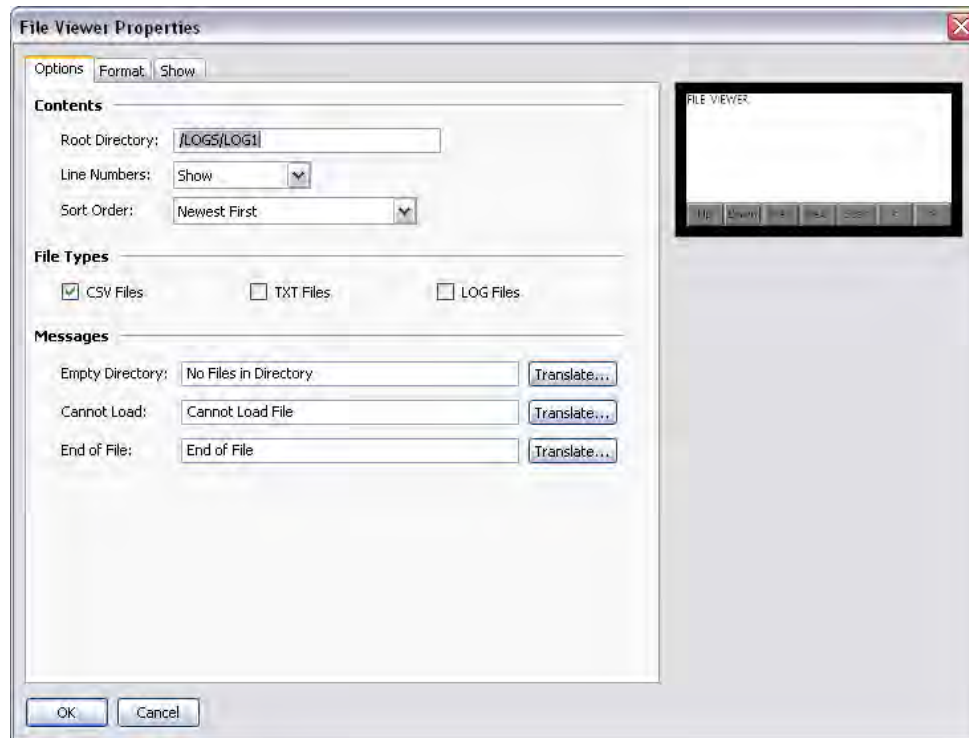 File Viewer Properties
Options Format Show
Contents
Root Directory: /LOGS/LOG1
Line Numbers: Show
Sort Order: Newest First
File Types
CSV Files TXT Files LOG Files
Messages
Empty Directory: No Files in Directory Translate...
Cannot Load: Cannot Load File Translate...
End of File: End of File Translate...
OK Cancel
FILE VIEWER
Up Down